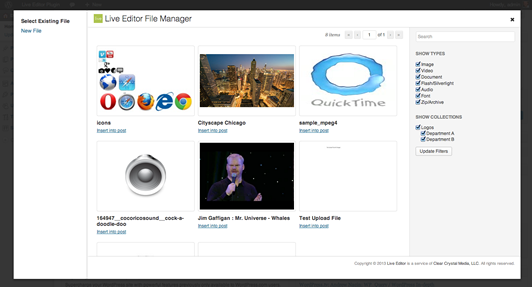 Select Existing File
New File
Live Editor File Manager
8 items « ‹ 1 of 1 › »
Search
SHOW TYPES
Image
Video
Document
Flash/Silverlight
Audio
Font
Zip/Archive
SHOW COLLECTIONS
Logos
Department A
Department B
Update Filters
QuickTime
icons
Insert into post
Cityscape Chicago
Insert into post
sample_mpeg4
Insert into post
164947__cocoricosound__cock-a-doodle-doo
Insert into post
Jim Gaffigan : Mr. Universe - Whales
Insert into post
Test Upload File
Insert into post
Copyright © 2013 Live Editor is a service of Clear Crystal Media, LLC. All rights reserved.